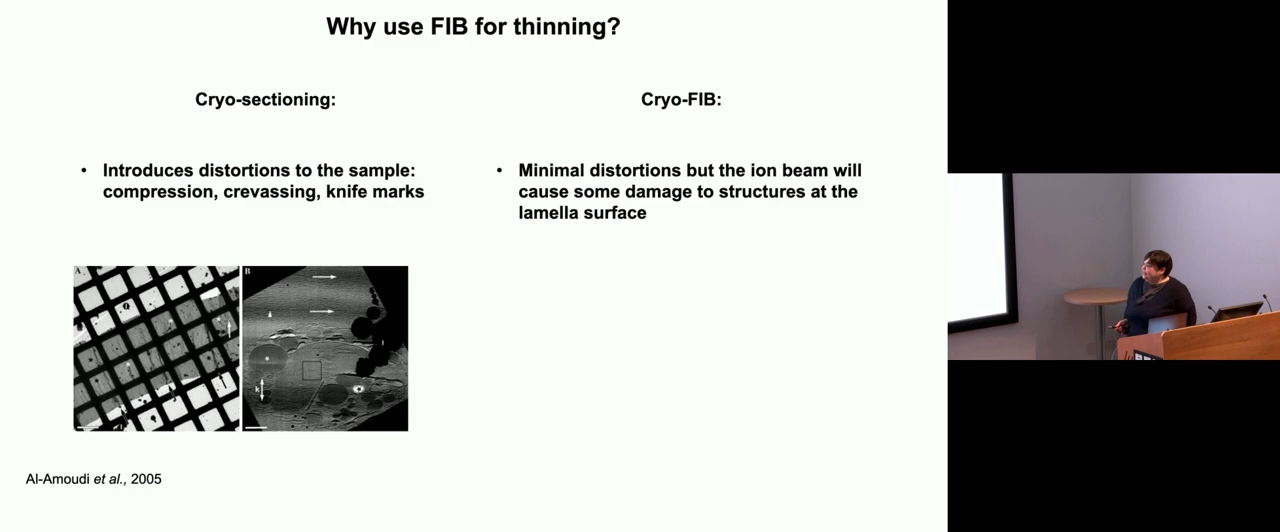 Why use FIB for thinning?
Cryo-sectioning:
• Introduces distortions to the sample:
compression, crevassing, knife marks
A
B
k
Al-Amoudi et al., 2005
Cryo-FIB:
• Minimal distortions but the ion beam will
cause some damage to structures at the
lamella surface